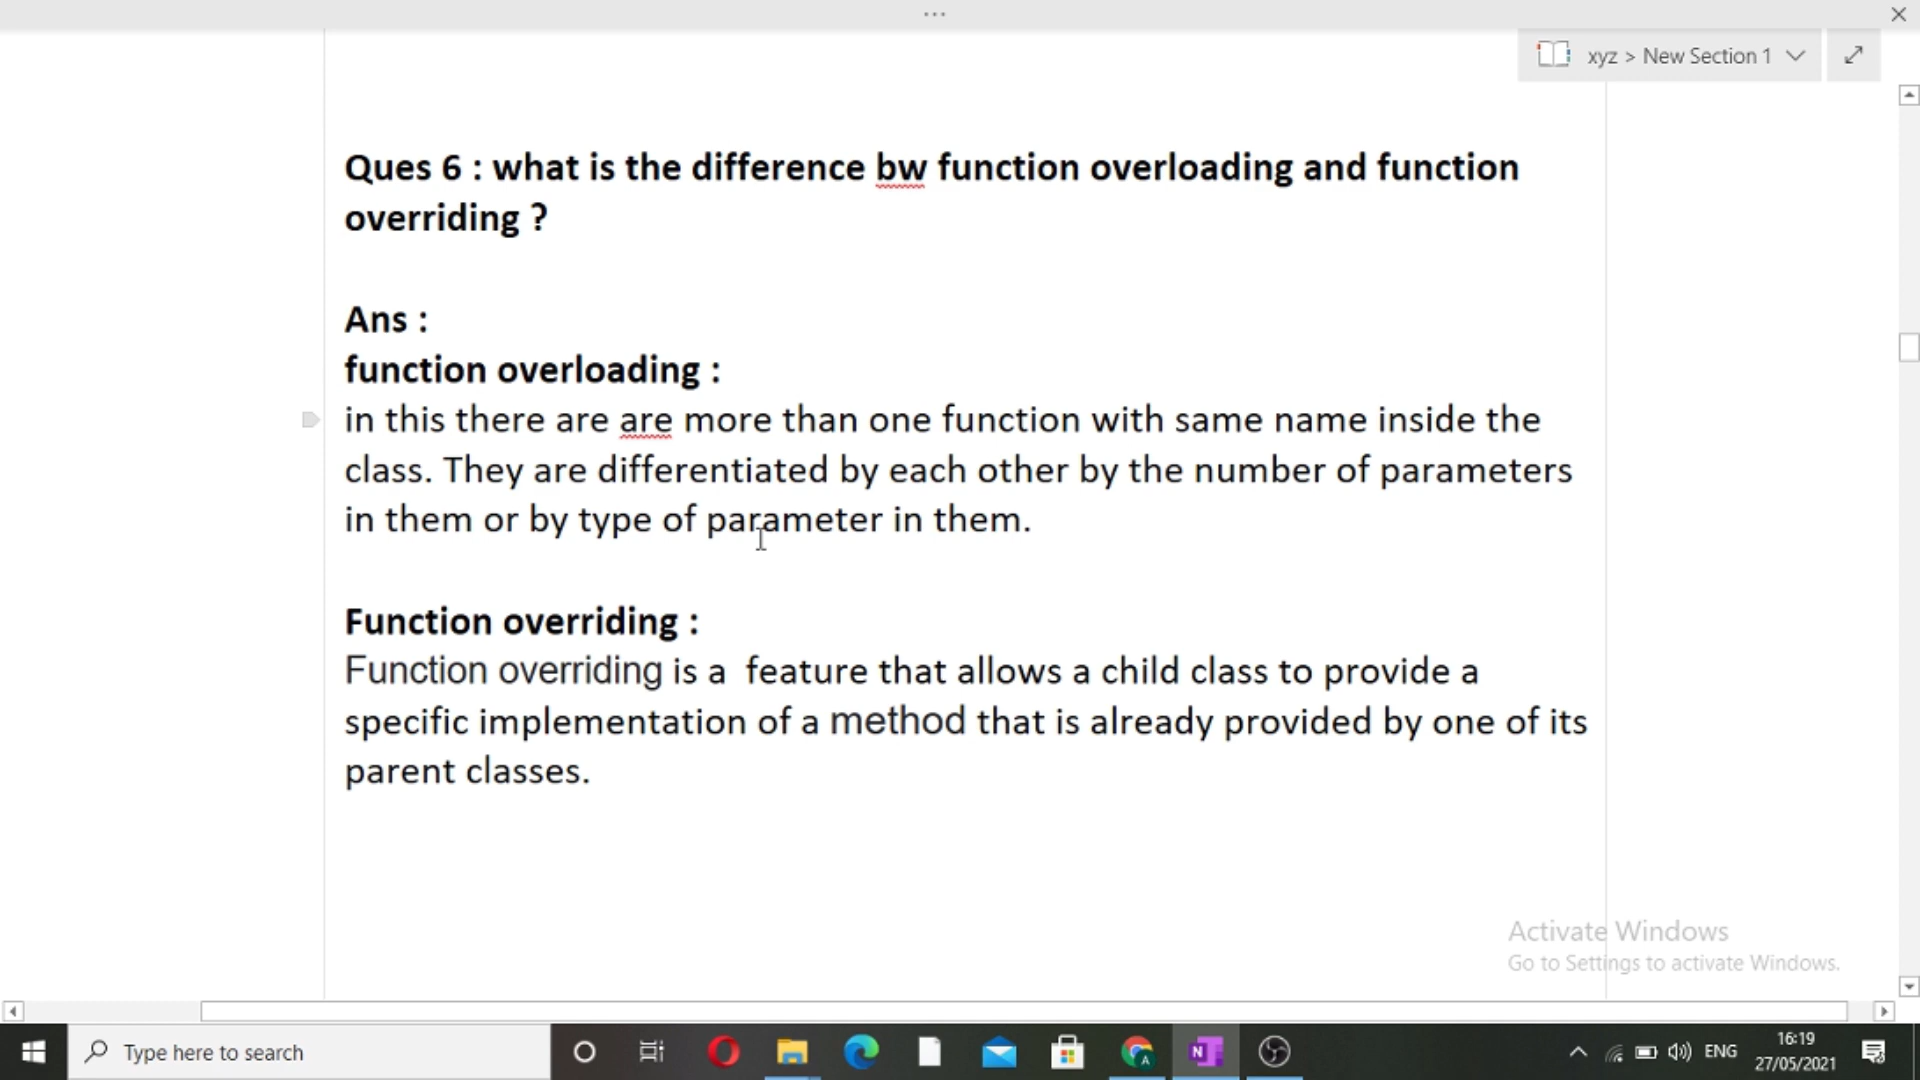 ...
xyz > New Section 1
Ques 6 : what is the difference bw function overloading and function
overriding ?
Ans :
function overloading :
in this there are are more than one function with same name inside the
class. They are differentiated by each other by the number of parameters
in them or by type of parameter in them.
Function overriding :
Function overriding is a  feature that allows a child class to provide a
specific implementation of a method that is already provided by one of its
parent classes.
Activate Windows
Go to Settings to activate Windows.
Type here to search
A
N
ENG
16:19
27/05/2021